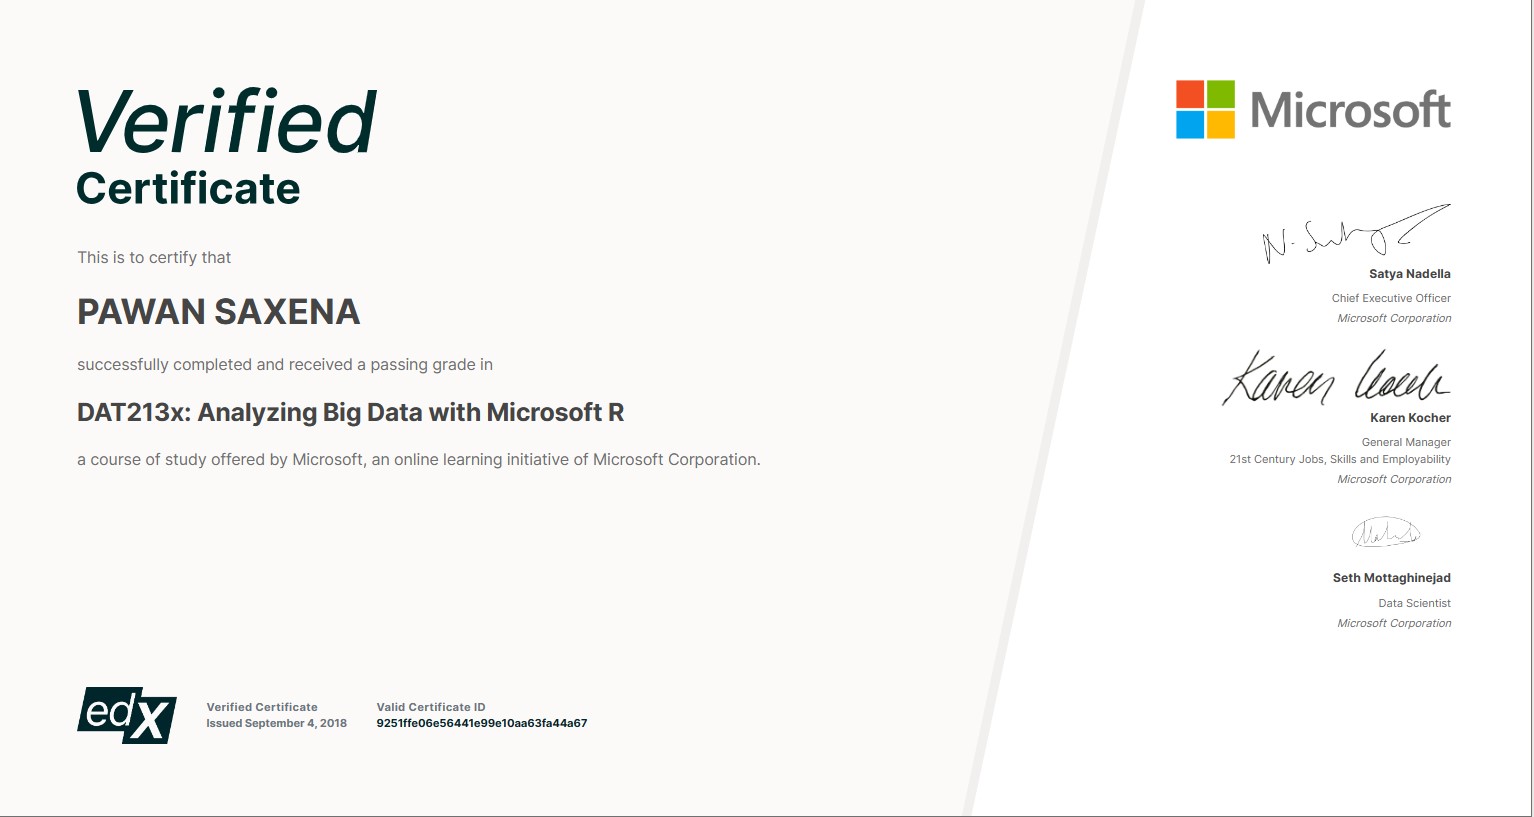 Verified
Certificate
This is to certify that
PAWAN SAXENA
successfully completed and received a passing grade in
DAT213x: Analyzing Big Data with Microsoft R
a course of study offered by Microsoft, an online learning initiative of Microsoft Corporation.
edX
Verified Certificate
Issued September 4, 2018
Valid Certificate ID
9251ffe06e56441e99e10aa63fa44a67
Microsoft
Satya Nadella
Chief Executive Officer
Microsoft Corporation
Karen Kocher
Karen Kocher
General Manager
21st Century Jobs, Skills and Employability
Microsoft Corporation
Seth Mottaghinejad
Data Scientist
Microsoft Corporation